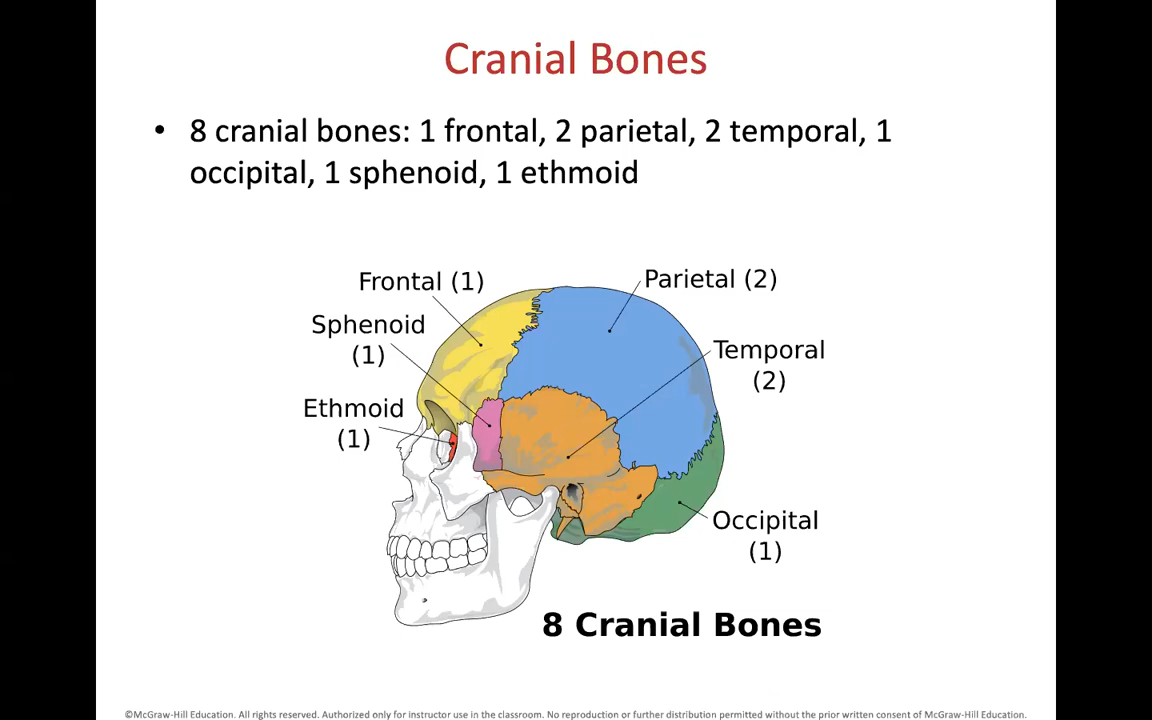 Cranial Bones
• 8 cranial bones: 1 frontal, 2 parietal, 2 temporal, 1
occipital, 1 sphenoid, 1 ethmoid
Frontal (1)
Parietal (2)
Sphenoid
(1)
Temporal
(2)
Ethmoid
(1)
Occipital
(1)
8 Cranial Bones
©McGraw-Hill Education. All rights reserved. Authorized only for instructor use in the classroom. No reproduction or further distribution permitted without the prior written consent of McGraw-Hill Education.